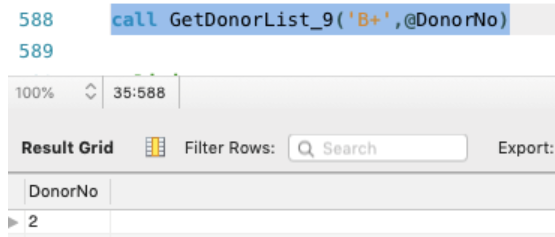 588 call GetDonorList_9('B+',@DonorNo)
589
100% 35:588
Result Grid Filter Rows: Search Export:
DonorNo
2